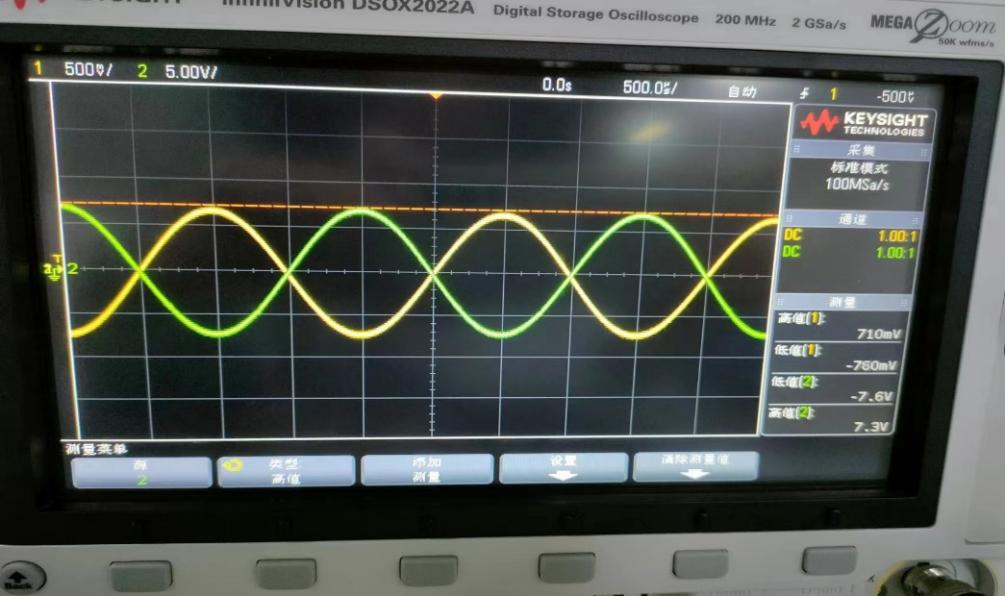 KEYSIGHT InfiniiVision DSOX2022A Digital Storage Oscilloscope 200 MHz 2 GSa/s MEGA Zoom
50K wfms/s
1 500mV/ 2 5.00V/ 0.0s 500.0µs/ 自动 1 -500mV
KEYSIGHT
TECHNOLOGIES
采集
标准模式
100MSa/s
通道
DC 1.00:1
DC 1.00:1
测量
高值(1):
710mV
低值(1):
-760mV
低值(2):
-7.6V
高值(2):
7.3V
T
2
测量菜单
源
2
类型:
高值
添加
测量
设置
清除测量值
Back